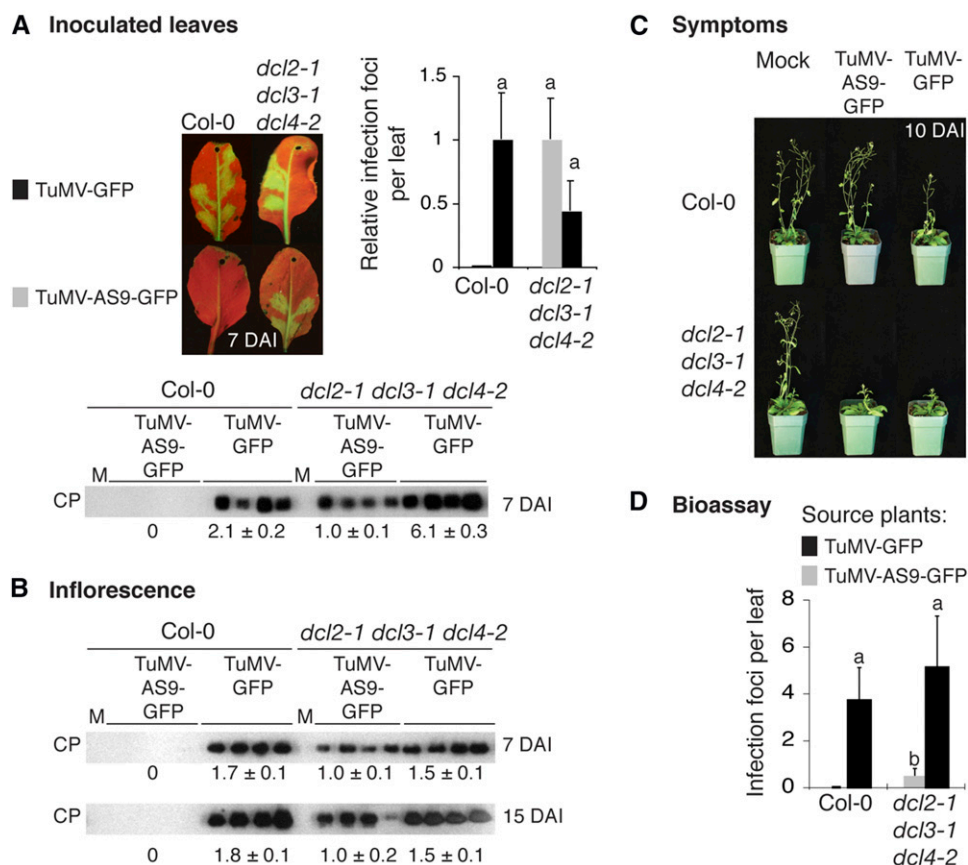 A Inoculated leaves
dcl2-1
dcl3-1
Col-0 dcl4-2
TuMV-GFP
TuMV-AS9-GFP
7 DAI
Relative infection foci
per leaf
1.5
1
0.5
0
a
a
a
Col-0 dcl2-1
dcl3-1
dcl4-2
Col-0 dcl2-1 dcl3-1 dcl4-2
M TuMV-AS9-GFP TuMV-GFP M TuMV-AS9-GFP TuMV-GFP
CP 7 DAI
0 2.1 ± 0.2 1.0 ± 0.1 6.1 ± 0.3
B Inflorescence
Col-0 dcl2-1 dcl3-1 dcl4-2
M TuMV-AS9-GFP TuMV-GFP M TuMV-AS9-GFP TuMV-GFP
CP 7 DAI
0 1.7 ± 0.1 1.0 ± 0.1 1.5 ± 0.1
CP 15 DAI
0 1.8 ± 0.1 1.0 ± 0.2 1.5 ± 0.1
C Symptoms
Mock TuMV-AS9-GFP TuMV-GFP
10 DAI
Col-0
dcl2-1
dcl3-1
dcl4-2
D Bioassay
Source plants:
TuMV-GFP
TuMV-AS9-GFP
Infection foci per leaf
8
6
4
2
0
a
b
a
Col-0 dcl2-1
dcl3-1
dcl4-2